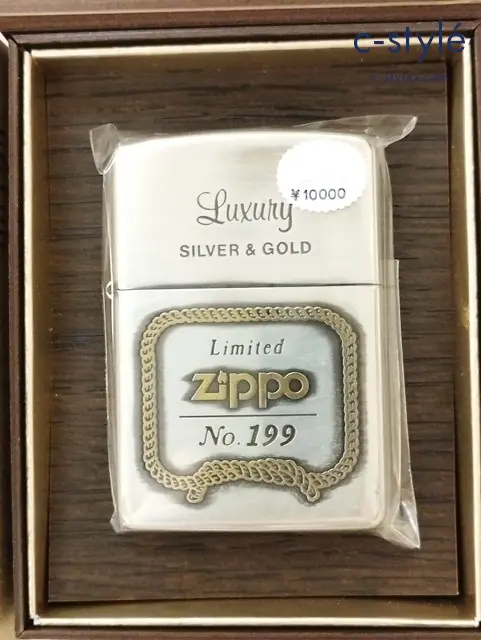 c-stylé
¥10000
Luxury
SILVER & GOLD
Limited
Zippo
No. 199